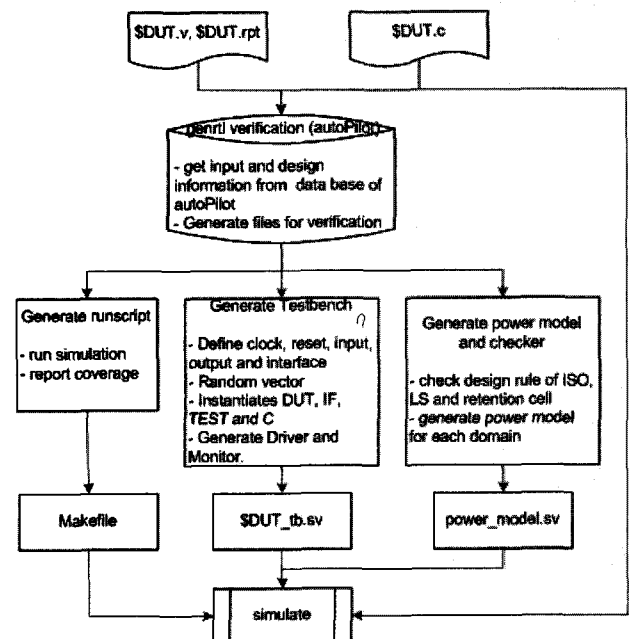 $DUT.v, $DUT.rpt
$DUT.c
genrtl verification (autoPilot)
- get input and design
information from data base of
autoPilot
- Generate files for verification
Generate runscript
- run simulation
- report coverage
Generate Testbench
- Define clock, reset, input,
output and interface
- Random vector
- Instantiates DUT, IF,
TEST and C
- Generate Driver and
Monitor.
Generate power model
and checker
- check design rule of ISO,
LS and retention cell
- generate power model
for each domain
Makefile
$DUT_tb.sv
power_model.sv
simulate